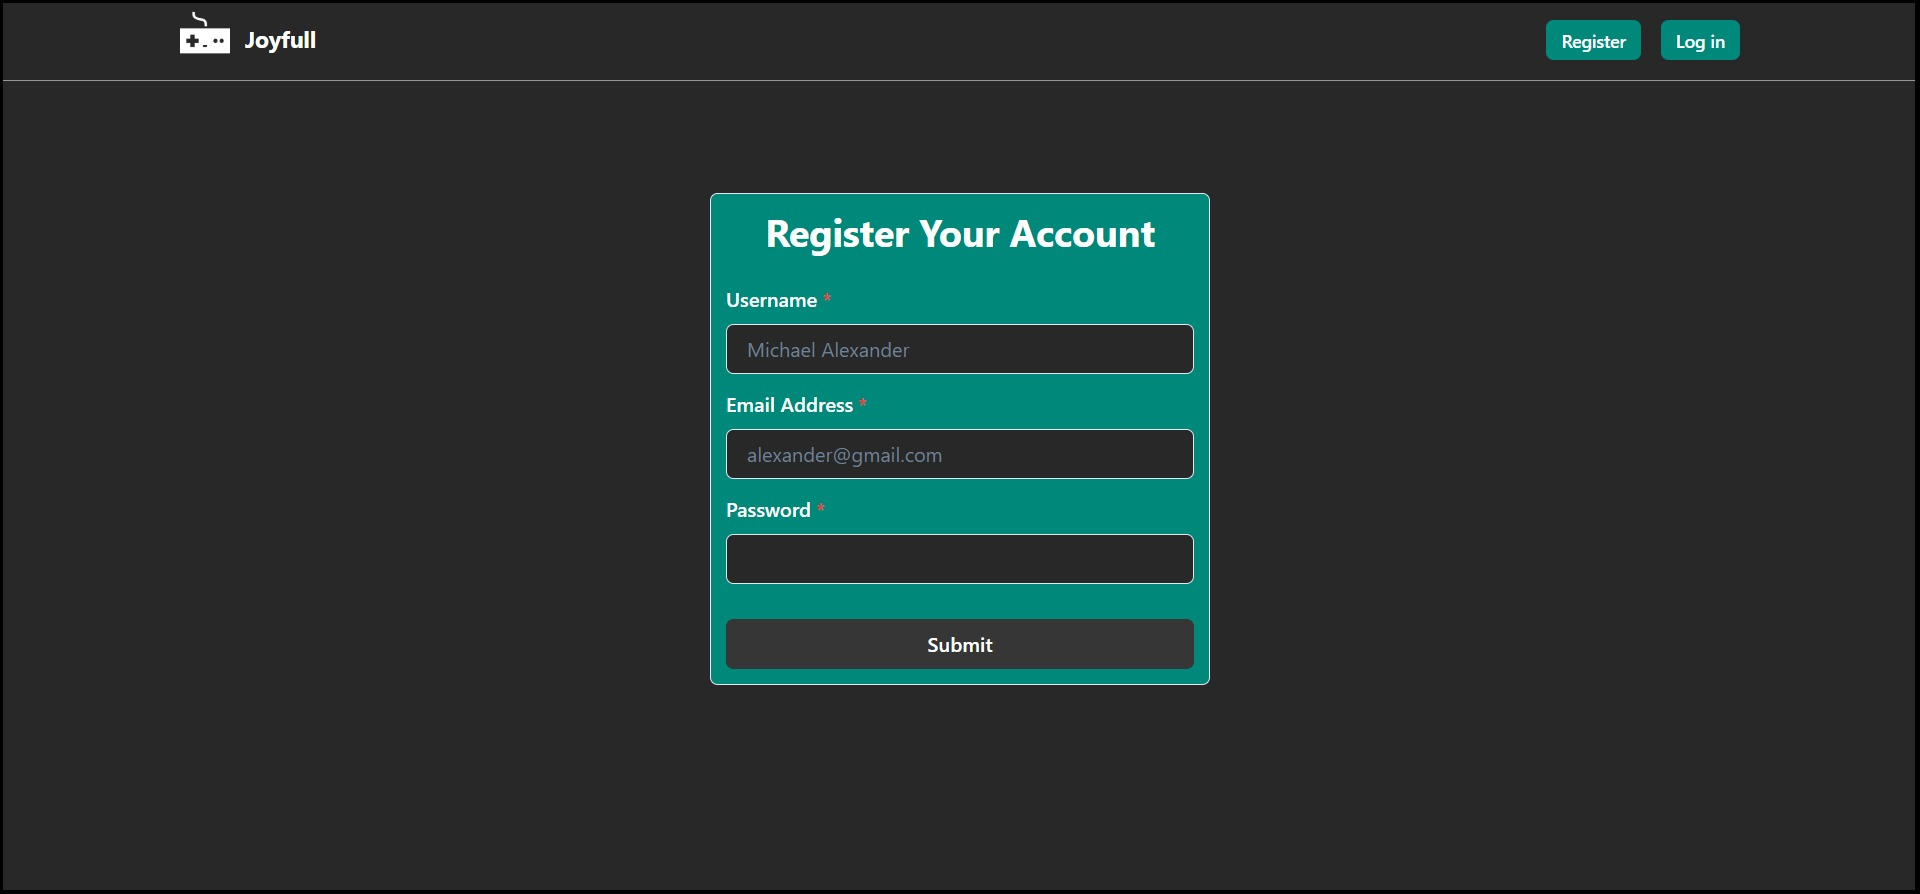 Joyfull
Register
Log in
Register Your Account
Username *
Michael Alexander
Email Address *
alexander@gmail.com
Password *
Submit